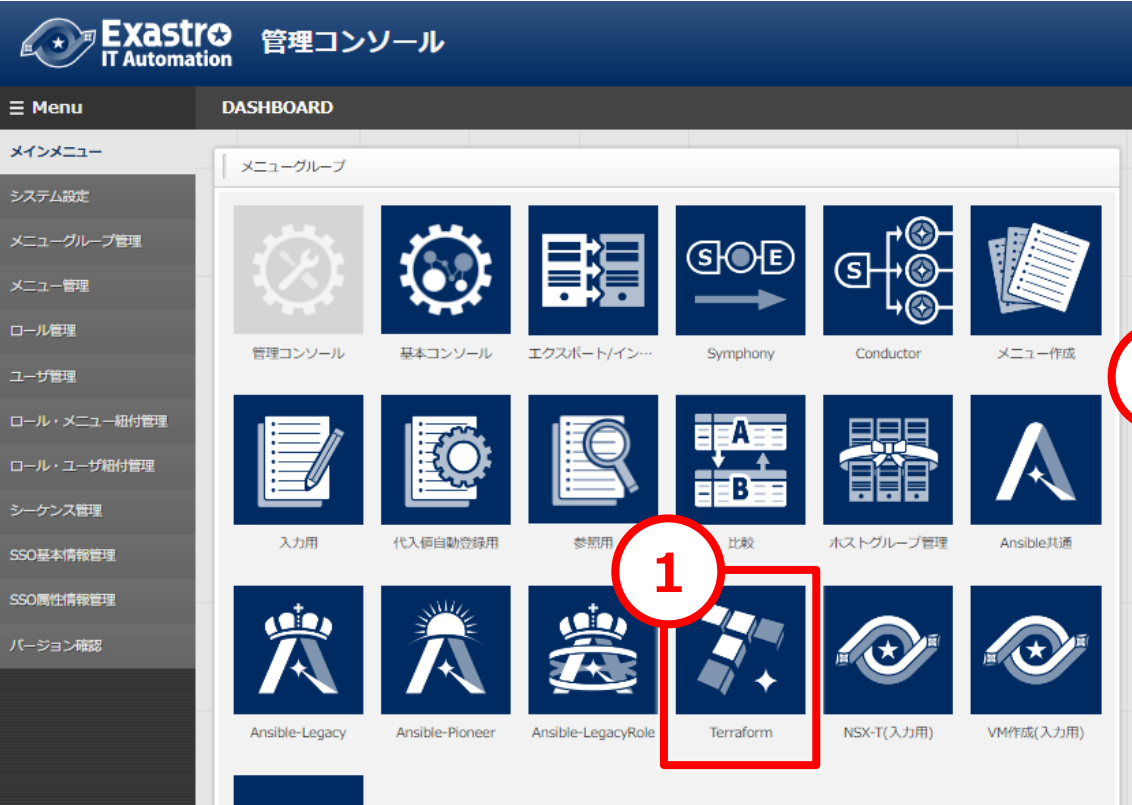 Exastro
IT Automation
管理コンソール
Menu
DASHBOARD
メインメニュー
システム設定
メニューグループ管理
メニュー管理
ロール管理
ユーザ管理
ロール・メニュー紐付管理
ロール・ユーザ紐付管理
シーケンス管理
SSO基本情報管理
SSO属性情報管理
バージョン確認
メニューグループ
S E
S
管理コンソール
基本コンソール
エクスポート/イン…
Symphony
Conductor
メニュー作成
A
B
入力用
代入値自動登録用
参照用
比較
ホストグループ管理
Ansible共通
1
Ansible-Legacy
Ansible-Pioneer
Ansible-LegacyRole
Terraform
NSX-T(入力用)
VM作成(入力用)